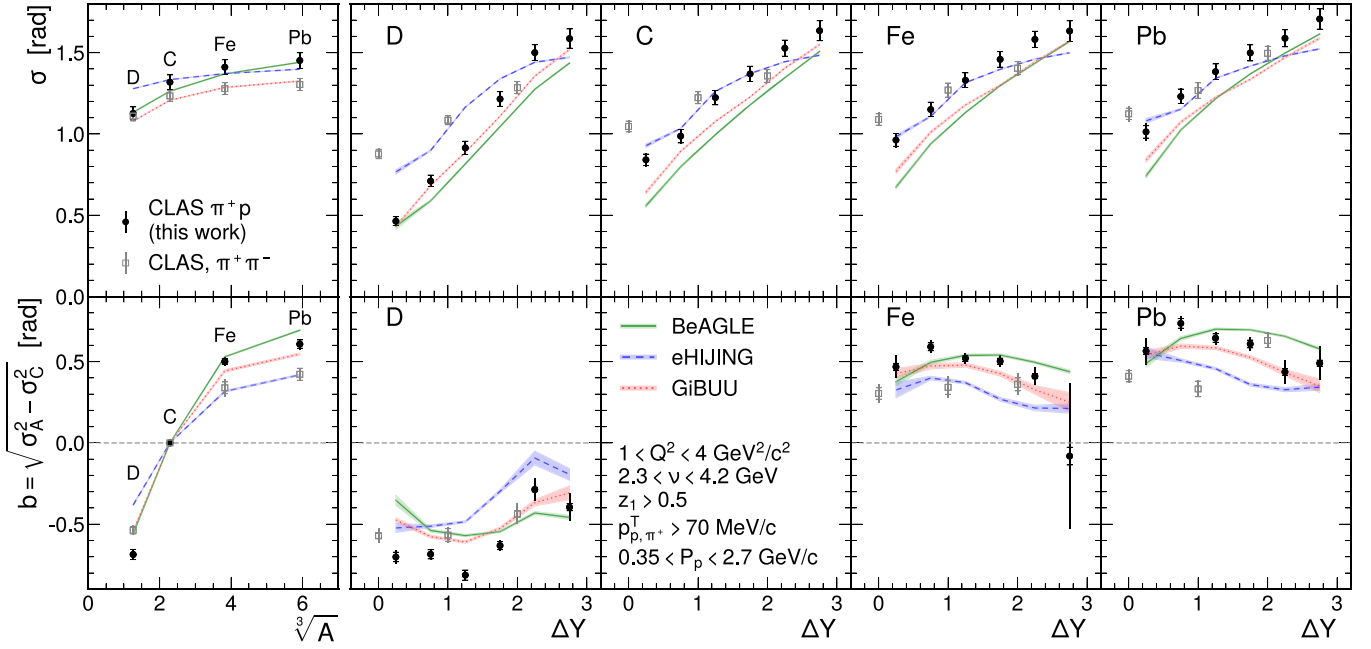 σ [rad]
1.5
1.0
0.5
0.0
D
C
Fe
Pb
CLAS π⁺p
(this work)
CLAS, π⁺π⁻
D
C
Fe
Pb
b = √(σ²_A − σ²_C) [rad]
0.5
0.0
-0.5
D
C
Fe
Pb
D
BeAGLE
eHIJING
GiBUU
1 < Q² < 4 GeV²/c²
2.3 < ν < 4.2 GeV
z₁ > 0.5
p^T_{p, π⁺} > 70 MeV/c
0.35 < P_p < 2.7 GeV/c
Fe
Pb
0 2 4 6
0 1 2 3
0 1 2 3
0 1 2 3
0 1 2 3
∛A
ΔY
ΔY
ΔY
ΔY